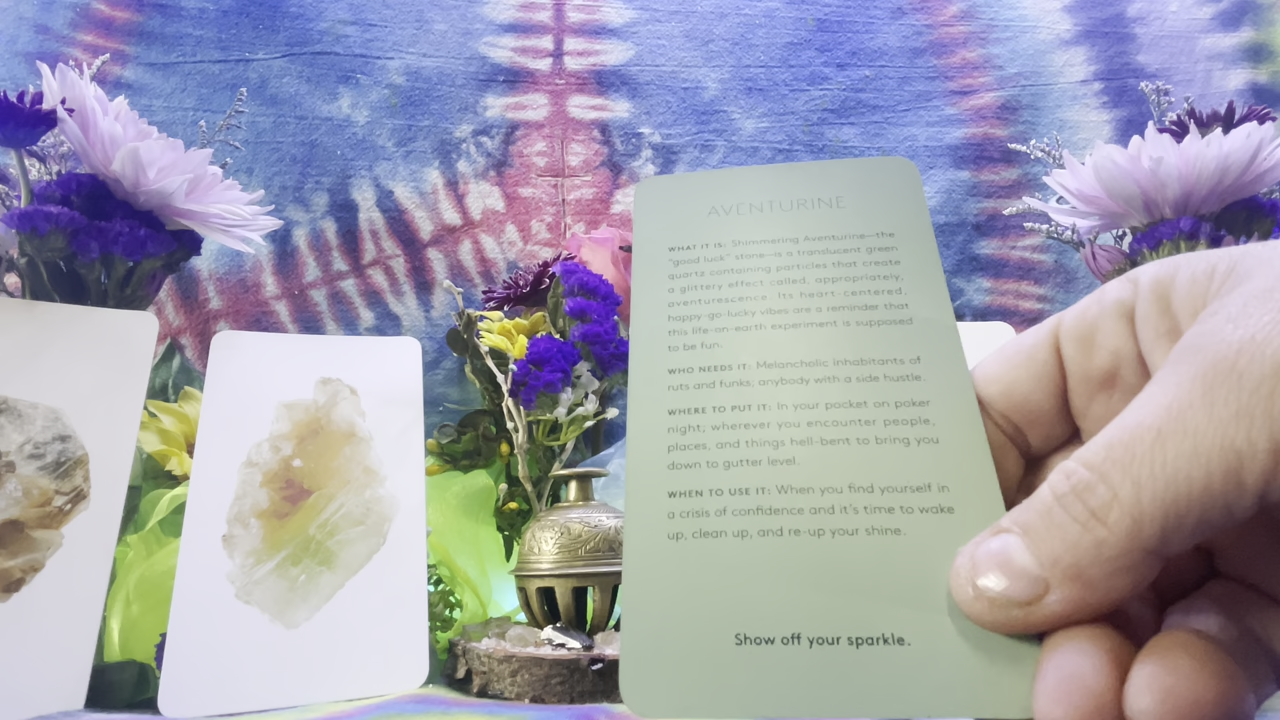 AVENTURINE
WHAT IT IS: Shimmering Aventurine—the
"good luck" stone—is a translucent green
quartz containing particles that create
a glittery effect called, appropriately,
aventurescence. Its heart-centered,
happy-go-lucky vibes are a reminder that
this life-on-earth experiment is supposed
to be fun.
WHO NEEDS IT: Melancholic inhabitants of
ruts and funks; anybody with a side hustle.
WHERE TO PUT IT: In your pocket on poker
night; wherever you encounter people,
places, and things hell-bent to bring you
down to gutter level.
WHEN TO USE IT: When you find yourself in
a crisis of confidence and it's time to wake
up, clean up, and re-up your shine.
Show off your sparkle.